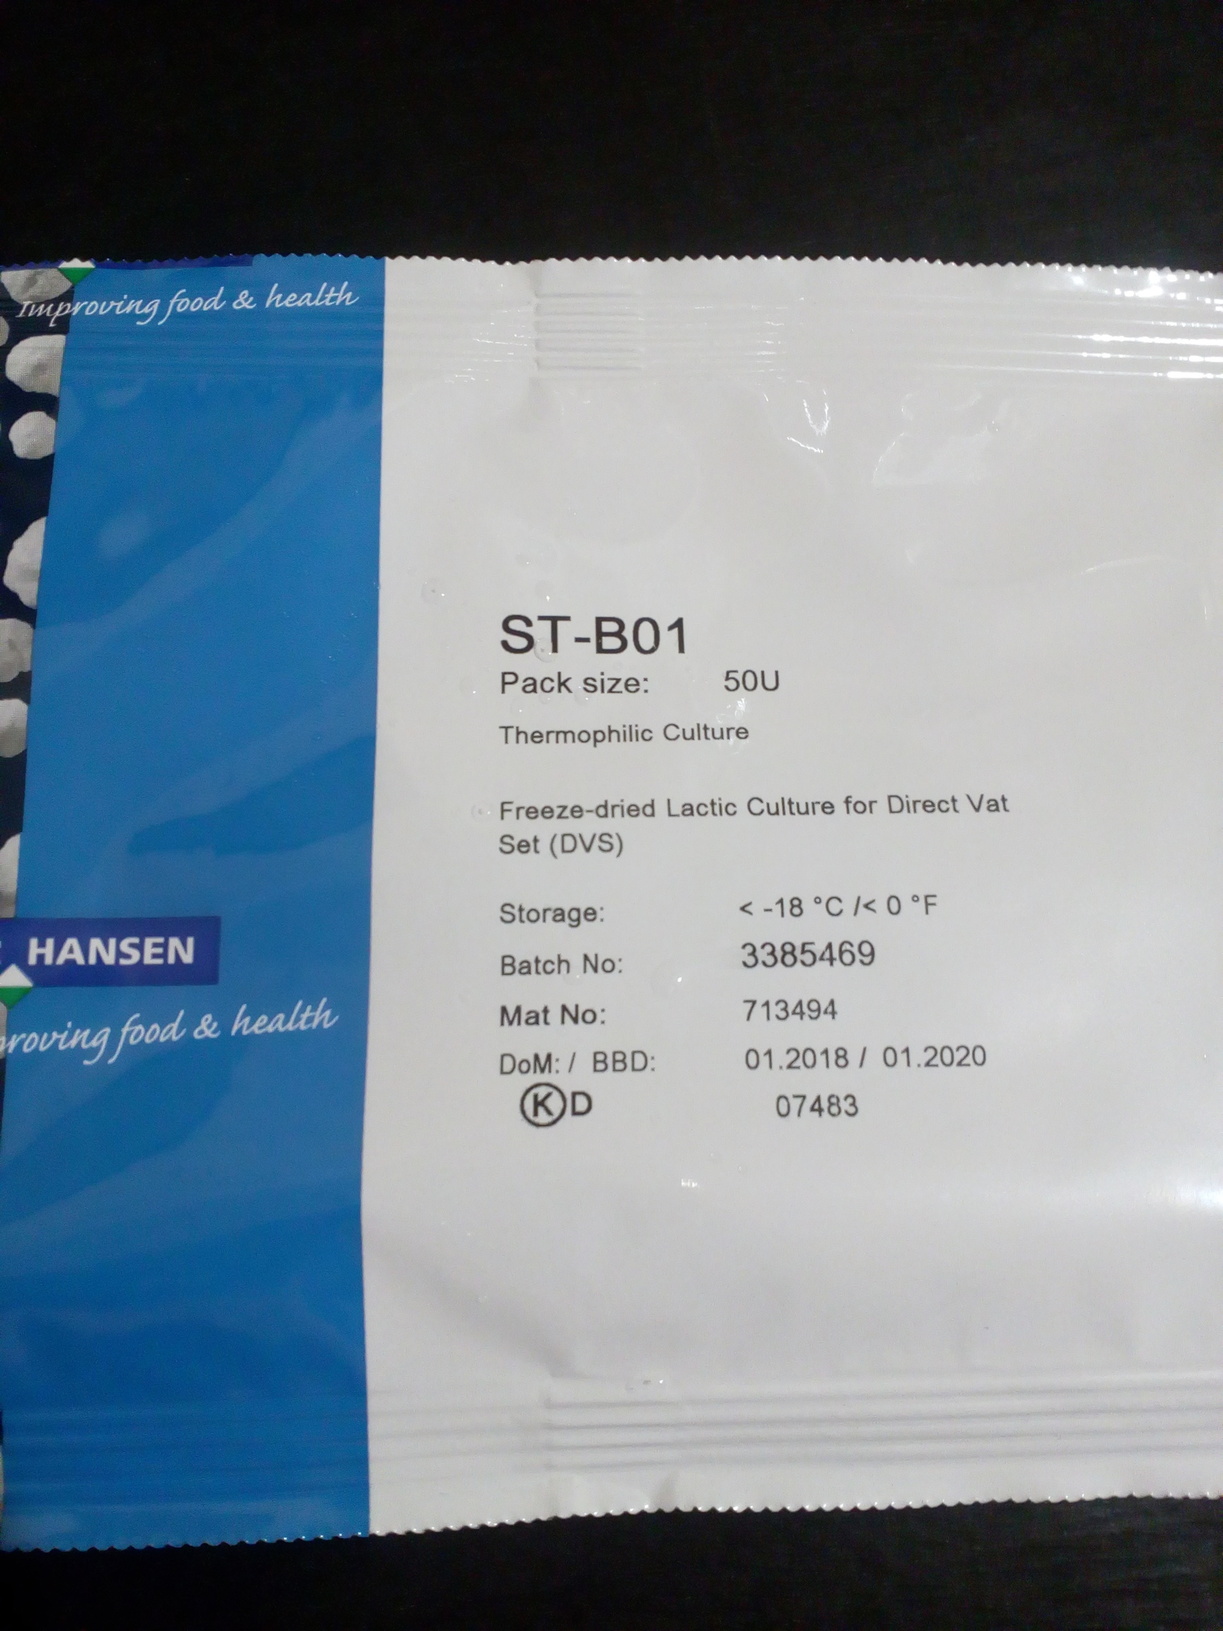 Improving food & health
ST-B01
Pack size: 50U
Thermophilic Culture
Freeze-dried Lactic Culture for Direct Vat
Set (DVS)
Storage: < -18 °C /< 0 °F
Batch No: 3385469
Mat No: 713494
DoM: / BBD: 01.2018 / 01.2020
Ⓚ D 07483
HANSEN
roving food & health